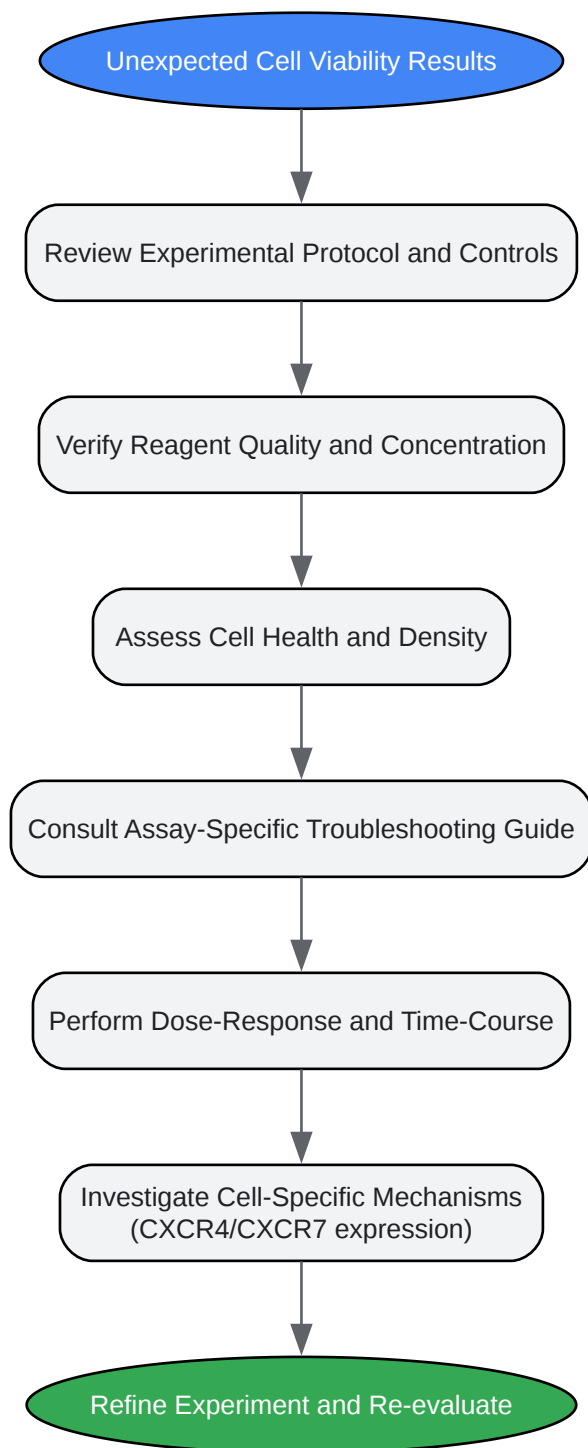 Unexpected Cell Viability Results
Review Experimental Protocol and Controls
Verify Reagent Quality and Concentration
Assess Cell Health and Density
Consult Assay-Specific Troubleshooting Guide
Perform Dose-Response and Time-Course
Investigate Cell-Specific Mechanisms
(CXCR4/CXCR7 expression)
Refine Experiment and Re-evaluate